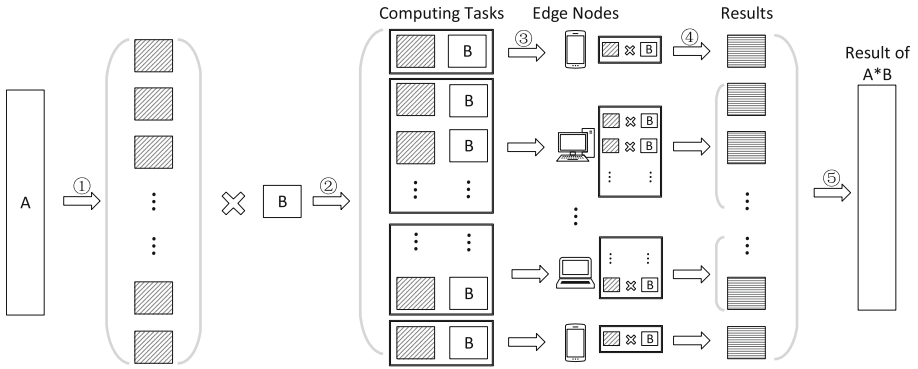 Computing Tasks
Edge Nodes
Results
A
①
B
②
B
B
B
B
B
③
B
B
B
B
B
④
⑤
Result of
A*B